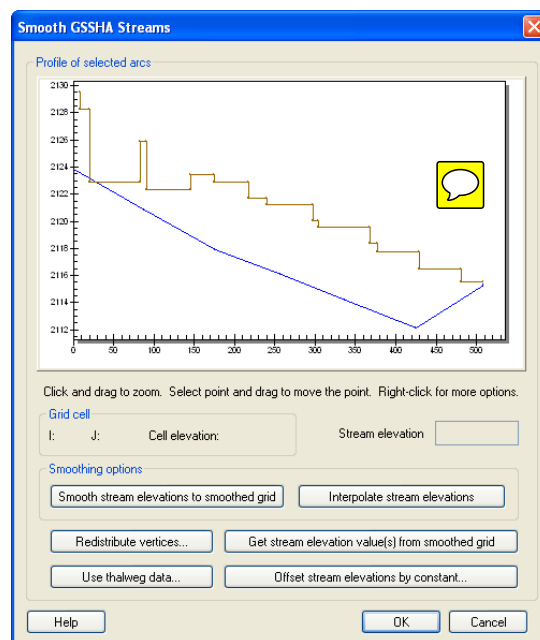 Smooth GSSHA Streams
Profile of selected arcs
2130
2128
2126
2124
2122
2120
2118
2116
2114
2112
0 50 100 150 200 250 300 350 400 450 500
Click and drag to zoom. Select point and drag to move the point. Right-click for more options.
Grid cell
I: J: Cell elevation:
Stream elevation
Smoothing options
Smooth stream elevations to smoothed grid
Interpolate stream elevations
Redistribute vertices...
Get stream elevation value(s) from smoothed grid
Use thalweg data...
Offset stream elevations by constant...
Help
OK
Cancel